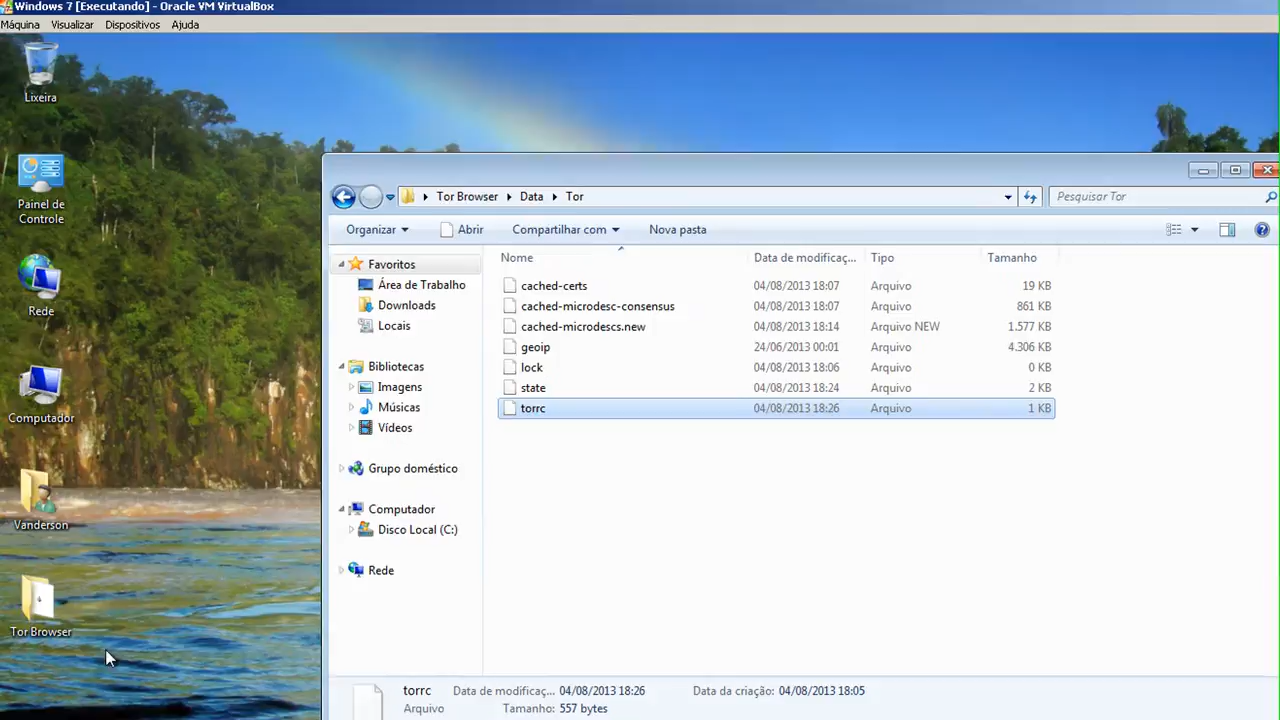 Windows 7 [Executando] - Oracle VM VirtualBox
Máquina Visualizar Dispositivos Ajuda
Lixeira
Painel de
Controle
Rede
Computador
Vanderson
Tor Browser
Tor Browser Data Tor
Pesquisar Tor
Organizar Abrir Compartilhar com Nova pasta
Favoritos
Área de Trabalho
Downloads
Locais
Bibliotecas
Imagens
Músicas
Vídeos
Grupo doméstico
Computador
Disco Local (C:)
Rede
Nome Data de modificaç... Tipo Tamanho
cached-certs 04/08/2013 18:07 Arquivo 19 KB
cached-microdesc-consensus 04/08/2013 18:07 Arquivo 861 KB
cached-microdescs.new 04/08/2013 18:14 Arquivo NEW 1.577 KB
geoip 24/06/2013 00:01 Arquivo 4.306 KB
lock 04/08/2013 18:06 Arquivo 0 KB
state 04/08/2013 18:24 Arquivo 2 KB
torrc 04/08/2013 18:26 Arquivo 1 KB
torrc Data de modificaç... 04/08/2013 18:26 Data da criação: 04/08/2013 18:05
Arquivo Tamanho: 557 bytes